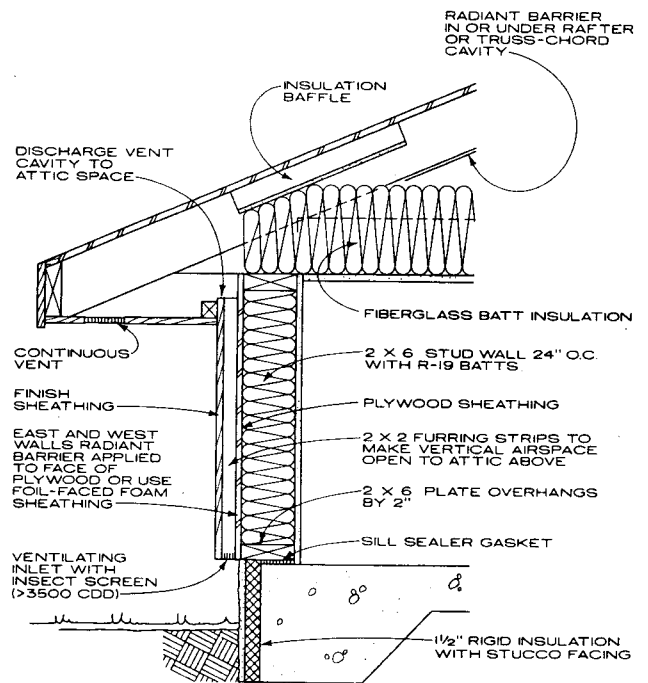 RADIANT BARRIER
IN OR UNDER RAFTER
OR TRUSS-CHORD
CAVITY
INSULATION
BAFFLE
DISCHARGE VENT
CAVITY TO
ATTIC SPACE
FIBERGLASS BATT INSULATION
CONTINUOUS
VENT
2 X 6 STUD WALL 24" O.C.
WITH R-19 BATTS
FINISH
SHEATHING
PLYWOOD SHEATHING
EAST AND WEST
WALLS RADIANT
BARRIER APPLIED
TO FACE OF
PLYWOOD OR USE
FOIL-FACED FOAM
SHEATHING
2 X 2 FURRING STRIPS TO
MAKE VERTICAL AIRSPACE
OPEN TO ATTIC ABOVE
2 X 6 PLATE OVERHANGS
BY 2"
SILL SEALER GASKET
VENTILATING
INLET WITH
INSECT SCREEN
(>3500 CDD)
1½" RIGID INSULATION
WITH STUCCO FACING